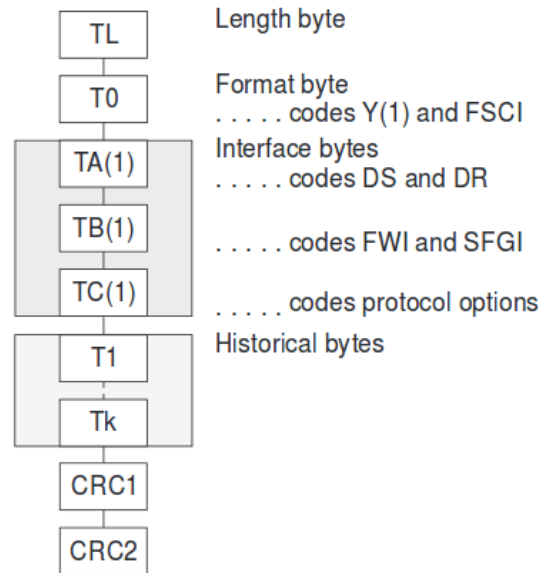 TL Length byte
T0 Format byte
. . . . . codes Y(1) and FSCI
Interface bytes
TA(1) . . . . . codes DS and DR
TB(1) . . . . . codes FWI and SFGI
TC(1) . . . . . codes protocol options
T1 Historical bytes
Tk
CRC1
CRC2